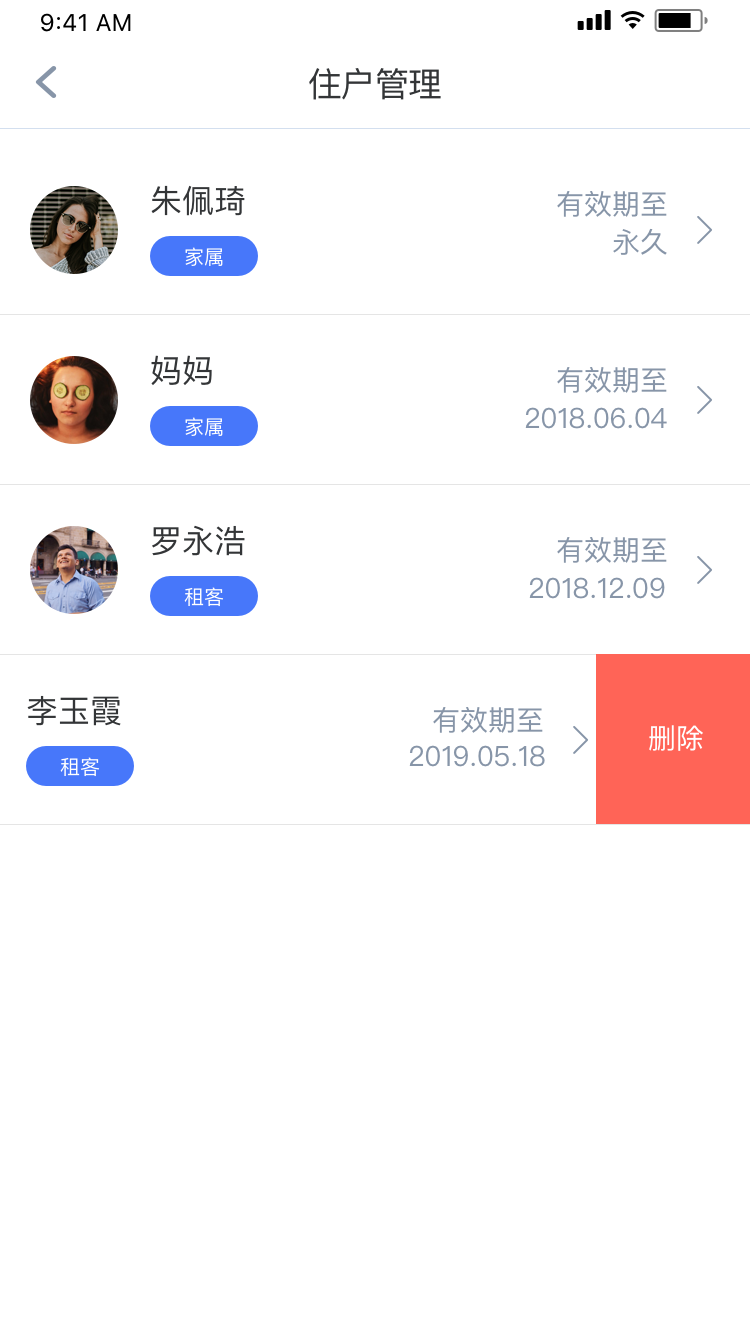 9:41 AM
住户管理
朱佩琦
家属
有效期至
永久
妈妈
家属
有效期至
2018.06.04
罗永浩
租客
有效期至
2018.12.09
李玉霞
租客
有效期至
2019.05.18
删除